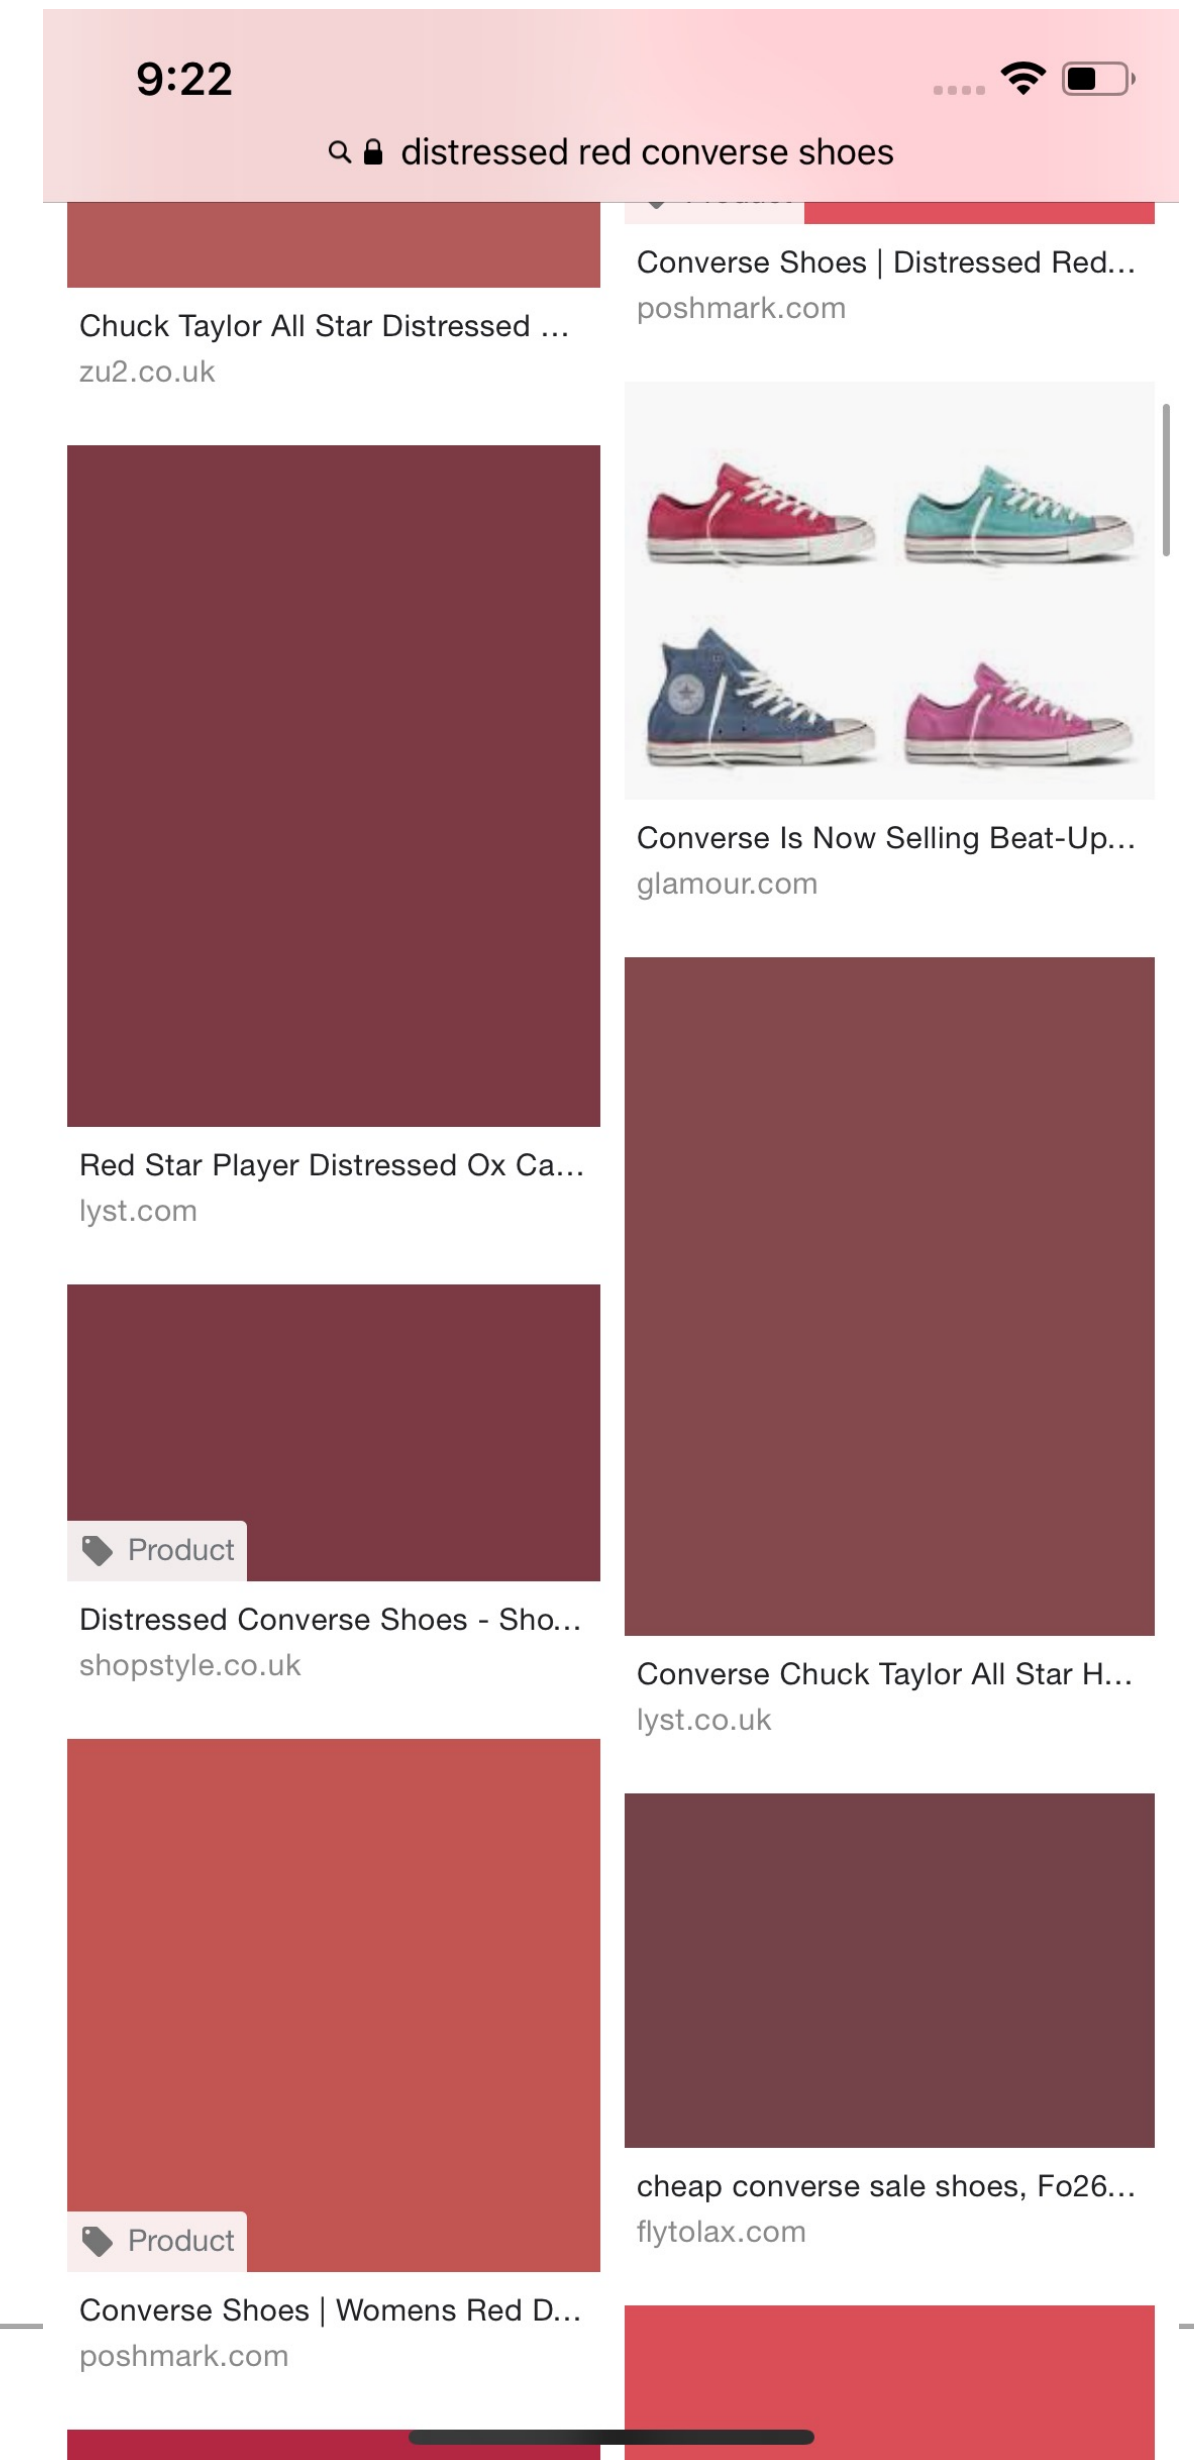 9:22
distressed red converse shoes
Product
Converse Shoes | Distressed Red...
poshmark.com
Chuck Taylor All Star Distressed ...
zu2.co.uk
Converse Is Now Selling Beat-Up...
glamour.com
Red Star Player Distressed Ox Ca...
lyst.com
Product
Distressed Converse Shoes - Sho...
shopstyle.co.uk
Converse Chuck Taylor All Star H...
lyst.co.uk
cheap converse sale shoes, Fo26...
flytolax.com
Product
Converse Shoes | Womens Red D...
poshmark.com